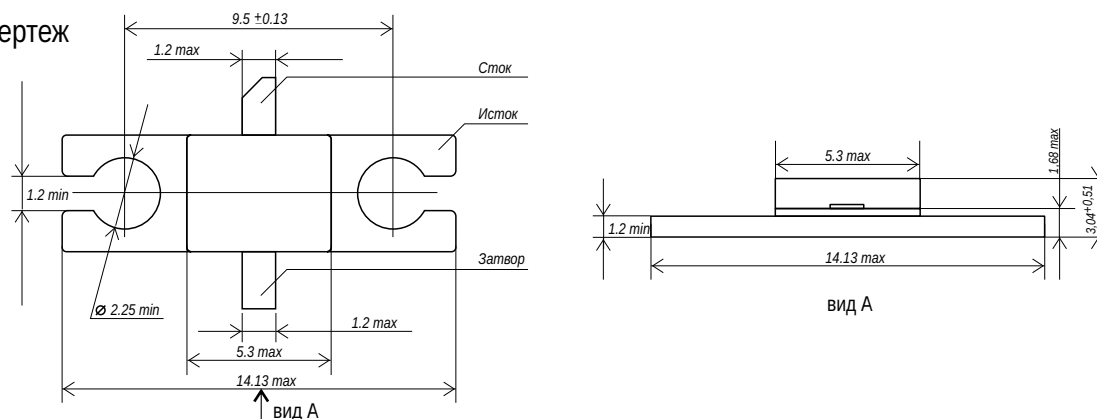 ертеж
9.5 ±0.13
1.2 max
Сток
Исток
1.2 min
Затвор
ø 2.25 min
1.2 max
5.3 max
14.13 max
вид А
5.3 max
1,68 max
3,04+0,51
1.2 min
14.13 max
вид А